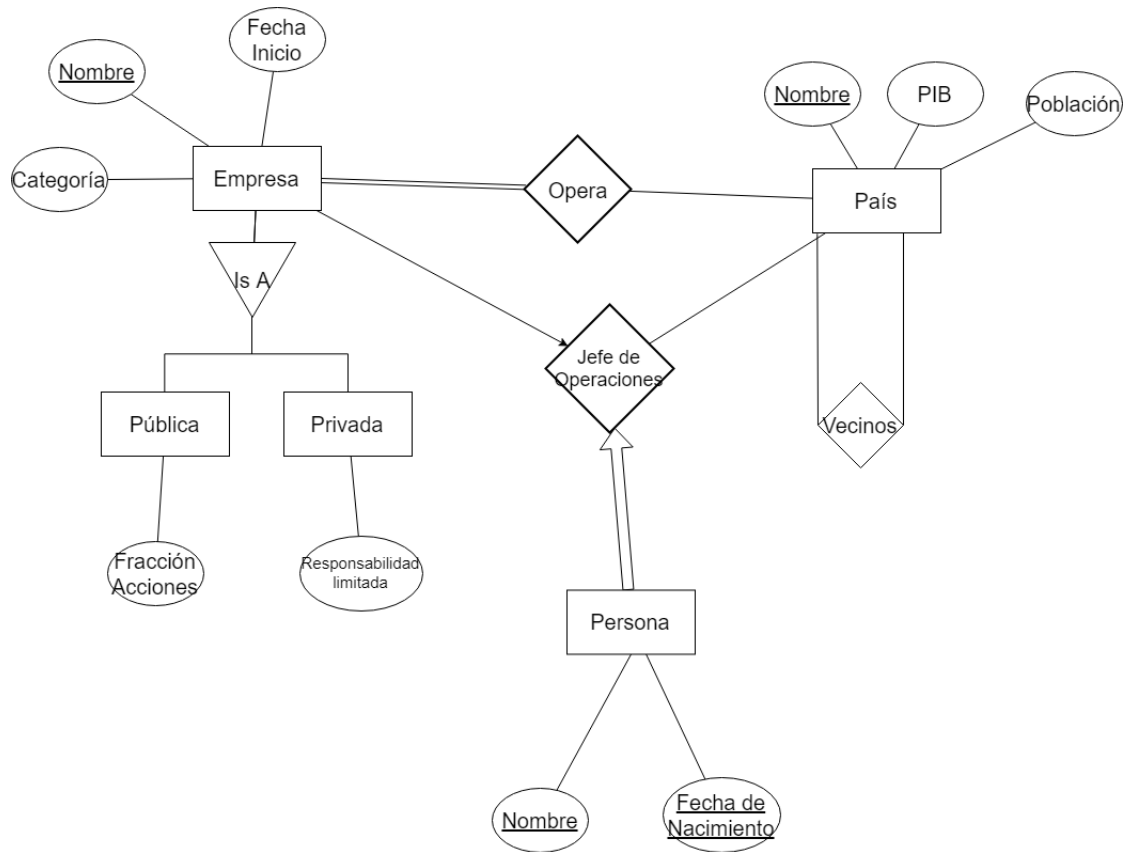 Fecha
Inicio
Nombre
Nombre
PIB
Población
Categoría
Empresa
Opera
País
Is A
Jefe de
Operaciones
Pública
Privada
Vecinos
Fracción
Acciones
Responsabilidad
limitada
Persona
Nombre
Fecha de
Nacimiento